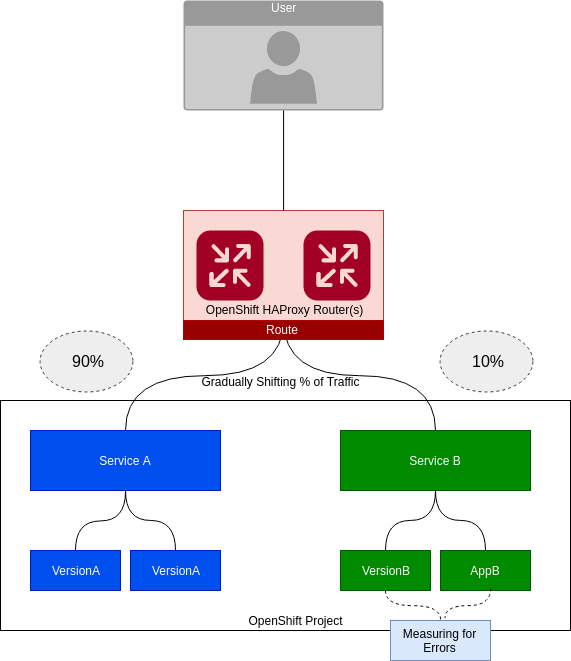 User
OpenShift HAProxy Router(s)
Route
90%
10%
Gradually Shifting % of Traffic
Service A
Service B
VersionA
VersionA
VersionB
AppB
OpenShift Project
Measuring for
Errors